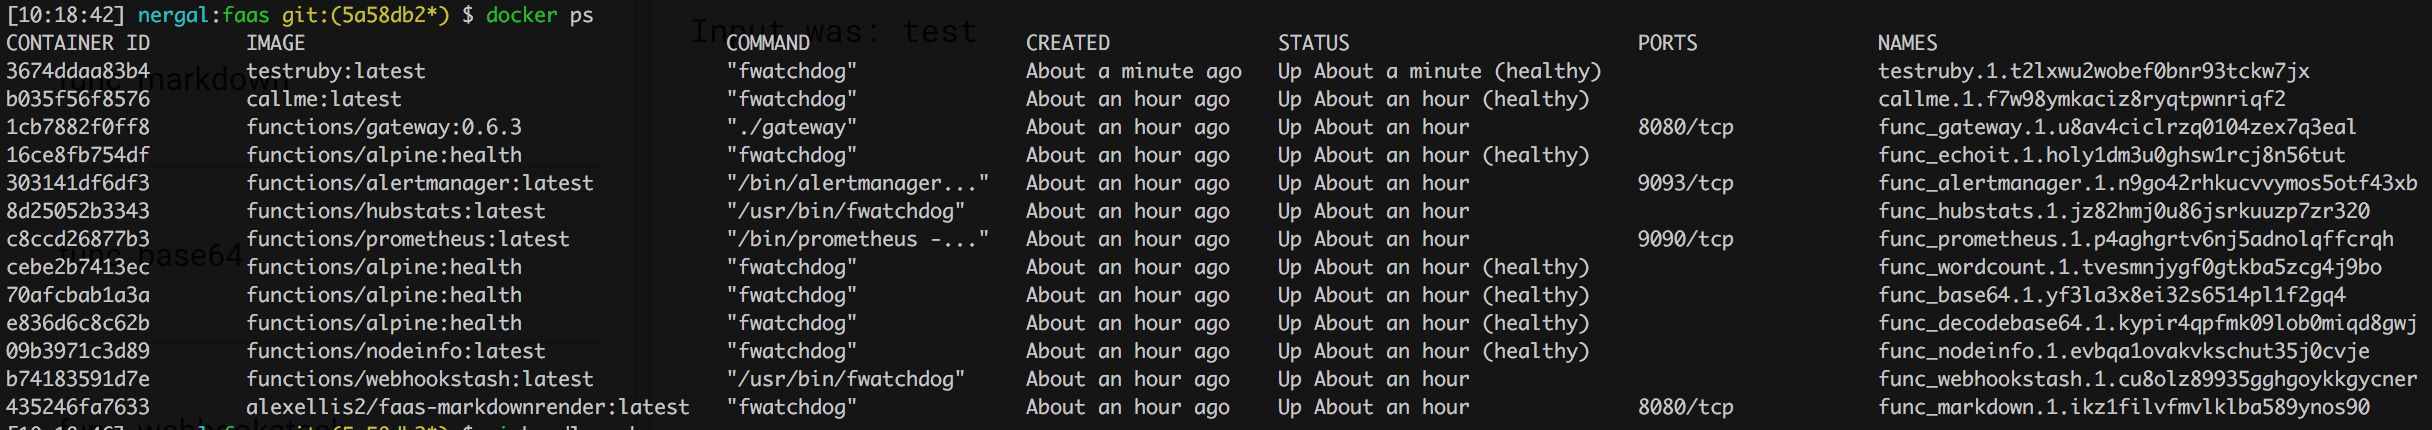 [10:18:42] nergal:faas git:(5a58db2*) $ docker ps
Input was: test
CONTAINER ID IMAGE COMMAND CREATED STATUS PORTS NAMES
3674ddaa83b4 testruby:latest "fwatchdog" About a minute ago Up About a minute (healthy) testruby.1.t2lxwu2wobef0bnr93tckw7jx
func_markdown
b035f56f8576 callme:latest "fwatchdog" About an hour ago Up About an hour (healthy) callme.1.f7w98ymkaciz8ryqtpwnriqf2
1cb7882f0ff8 functions/gateway:0.6.3 "./gateway" About an hour ago Up About an hour 8080/tcp func_gateway.1.u8av4ciclrzq0104zex7q3eal
16ce8fb754df functions/alpine:health "fwatchdog" About an hour ago Up About an hour (healthy) func_echoit.1.holy1dm3u0ghsw1rcj8n56tut
303141df6df3 functions/alertmanager:latest "/bin/alertmanager..." About an hour ago Up About an hour 9093/tcp func_alertmanager.1.n9go42rhkucvvymos5otf43xb
8d25052b3343 functions/hubstats:latest "/usr/bin/fwatchdog" About an hour ago Up About an hour func_hubstats.1.jz82hmj0u86jsrkuuzp7zr320
c8ccd26877b3 functions/prometheus:latest "/bin/prometheus -..." About an hour ago Up About an hour 9090/tcp func_prometheus.1.p4aghgrtv6nj5adnolqffcrqh
func_base64
cebe2b7413ec functions/alpine:health "fwatchdog" About an hour ago Up About an hour (healthy) func_wordcount.1.tvesmnjygf0gtkba5zcg4j9bo
70afcbab1a3a functions/alpine:health "fwatchdog" About an hour ago Up About an hour (healthy) func_base64.1.yf3la3x8ei32s6514pl1f2gq4
e836d6c8c62b functions/alpine:health "fwatchdog" About an hour ago Up About an hour (healthy) func_decodebase64.1.kypir4qpfmk09lob0miqd8gwj
09b3971c3d89 functions/nodeinfo:latest "fwatchdog" About an hour ago Up About an hour (healthy) func_nodeinfo.1.evbqa1ovakvkschut35j0cvje
b74183591d7e functions/webhookstash:latest "/usr/bin/fwatchdog" About an hour ago Up About an hour func_webhookstash.1.cu8olz89935gghgoykkgycner
435246fa7633 alexellis2/faas-markdownrender:latest "fwatchdog" About an hour ago Up About an hour 8080/tcp func_markdown.1.ikz1filvfmvlklba589ynos90